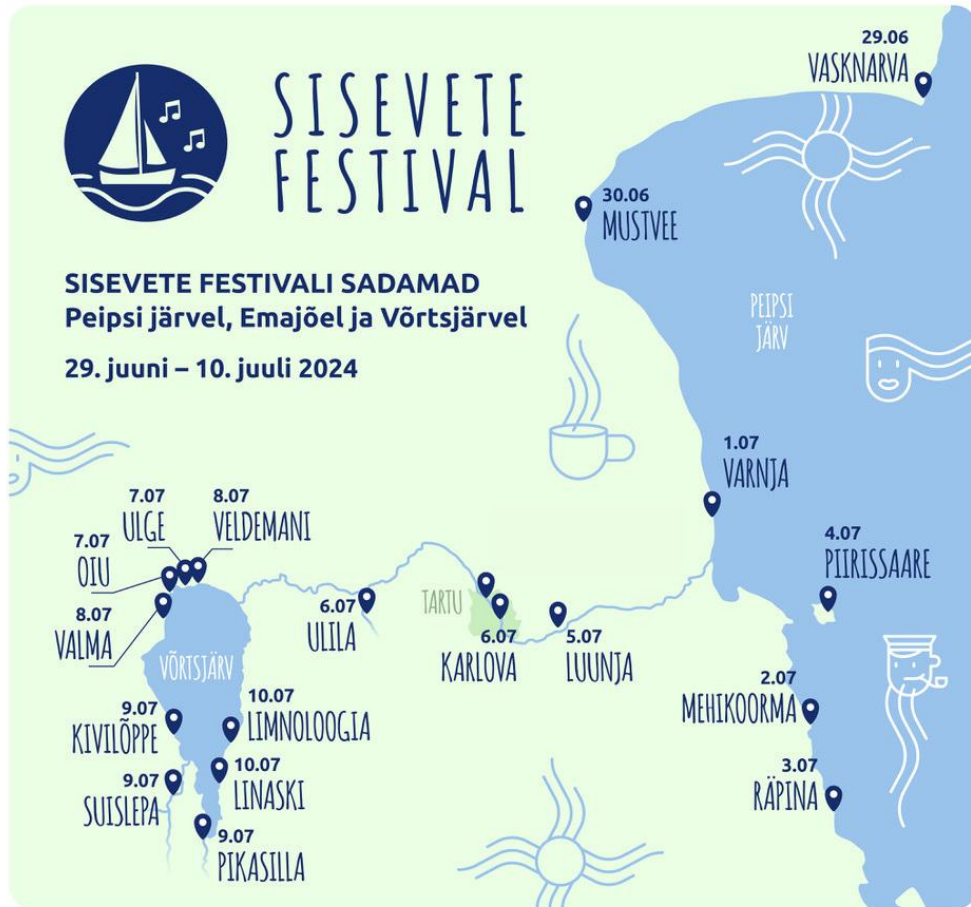 SISEVETE
FESTIVAL
SISEVETE FESTIVALI SADAMAD
Peipsi järvel, Emajõel ja Võrtsjärvel
29. juuni – 10. juuli 2024
29.06
VASKNARVA
30.06
MUSTVEE
PEIPSI
JÄRV
1.07
VARNJA
4.07
PIIRISSAARE
2.07
MEHIKOORMA
3.07
RÄPINA
5.07
LUUNJA
6.07
KARLOVA
TARTU
6.07
ULILA
8.07
VELDEMANI
7.07
ULGE
7.07
OIU
8.07
VALMA
VÕRTSJÄRV
9.07
KIVILÕPPE
9.07
SUISLEPA
9.07
PIKASILLA
10.07
LINASKI
10.07
LIMNOLOOGIA